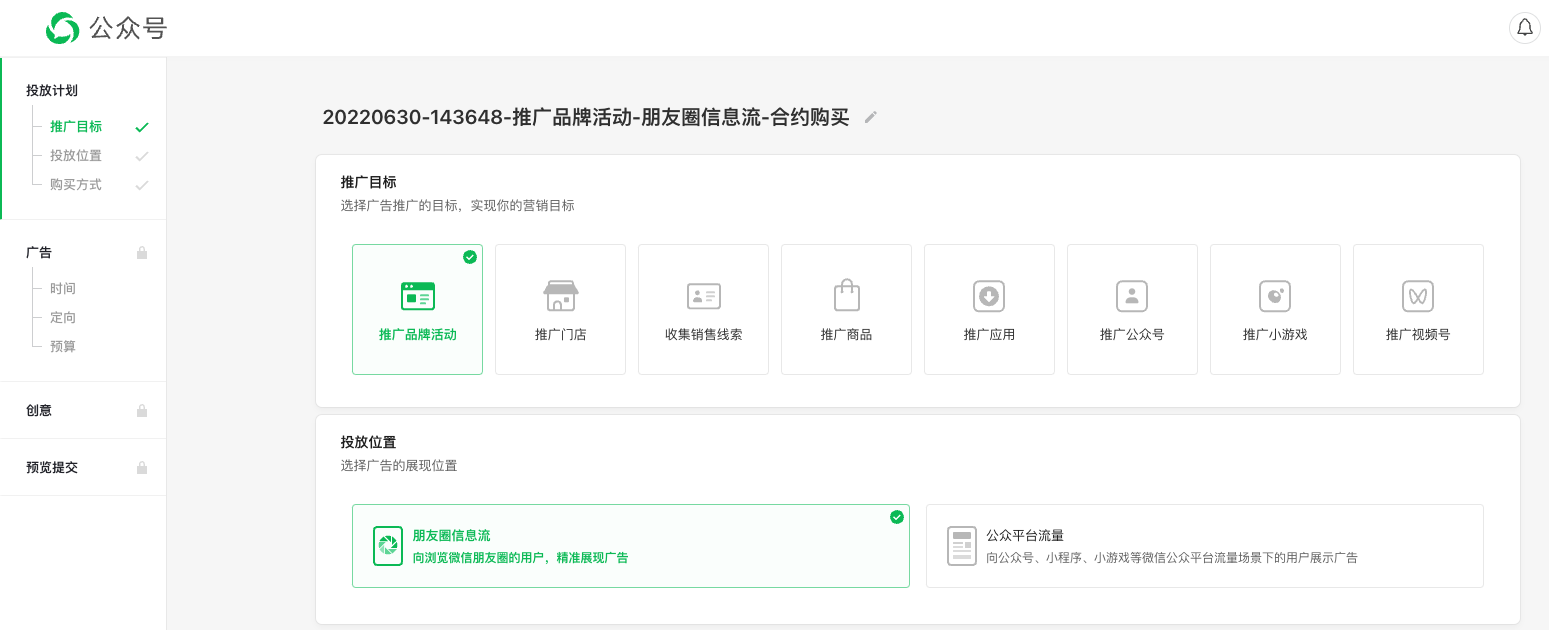 公众号
投放计划
推广目标
投放位置
购买方式
广告
时间
定向
预算
创意
预览提交
20220630-143648-推广品牌活动-朋友圈信息流-合约购买
推广目标
选择广告推广的目标，实现你的营销目标
推广品牌活动
推广门店
收集销售线索
推广商品
推广应用
推广公众号
推广小游戏
推广视频号
投放位置
选择广告的展现位置
朋友圈信息流
向浏览微信朋友圈的用户，精准展现广告
公众平台流量
向公众号、小程序、小游戏等微信公众平台流量场景下的用户展示广告